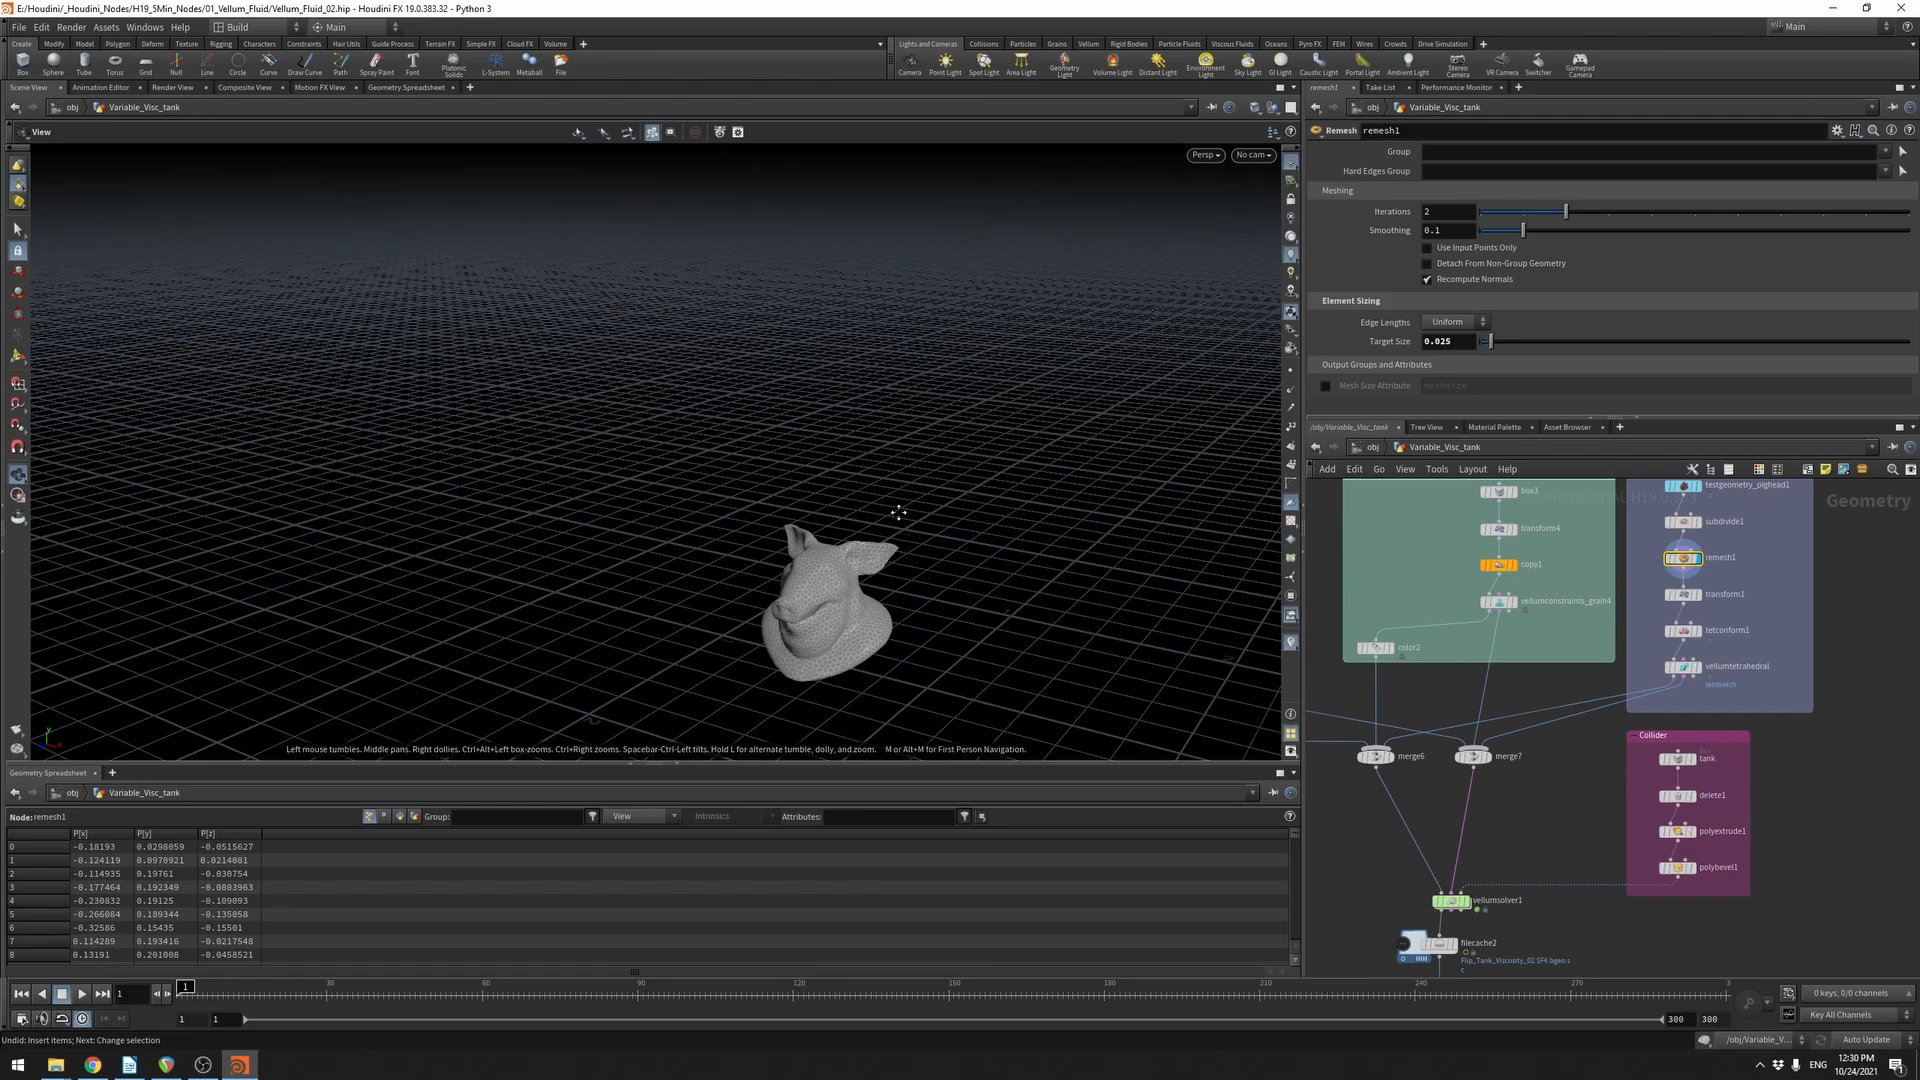 E:/Houdini/_Houdini_Nodes/H19_5Min_Nodes/01_Vellum_Fluid/Vellum_Fluid_02.hip - Houdini FX 19.0.383.32 - Python 3
File Edit Render Assets Windows Help Build Main Main
Create Modify Model Polygon Deform Texture Rigging Characters Constraints Hair Utils Guide Process Terrain FX Simple FX Cloud FX Volume
Lights and Cameras Collisions Particles Grains Vellum Rigid Bodies Particle Fluids Viscous Fluids Oceans Pyro FX FEM Wires Crowds Drive Simulation
Box Sphere Tube Torus Grid Null Line Circle Curve Draw Curve Path Spray Paint Font Platonic Solids L-System Metaball File
Camera Point Light Spot Light Area Light Geometry Light Volume Light Distant Light Environment Light Sky Light GI Light Caustic Light Portal Light Ambient Light Stereo Camera VR Camera Switcher Gamepad Camera
Scene View Animation Editor Render View Composite View Motion FX View Geometry Spreadsheet
remesh1 Take List Performance Monitor
obj Variable_Visc_tank
obj Variable_Visc_tank
View
Persp No cam
Remesh remesh1
Group
Hard Edges Group
Meshing
Iterations 2
Smoothing 0.1
Use Input Points Only
Detach From Non-Group Geometry
Recompute Normals
Element Sizing
Edge Lengths Uniform
Target Size 0.025
Output Groups and Attributes
Mesh Size Attribute meshsize
/obj/Variable_Visc_tank Tree View Material Palette Asset Browser
obj Variable_Visc_tank
Add Edit Go View Tools Layout Help
Geometry
box3
transform4
copy1
vellumconstraints_grain4
color2
testgeometry_pighead1
subdivide1
remesh1
transform1
tetconform1
vellumtetrahedral
tetstretch
merge6 merge7
Collider
Box
tank
delete1
polyextrude1
polybevel1
vellumsolver1
filecache2
Flip_Tank_Viscosity_02.$F4.bgeo.s
c
Left mouse tumbles. Middle pans. Right dollies. Ctrl+Alt+Left box-zooms. Ctrl+Right zooms. Spacebar-Ctrl-Left tilts. Hold L for alternate tumble, dolly, and zoom. M or Alt+M for First Person Navigation.
Geometry Spreadsheet
obj Variable_Visc_tank
Node: remesh1 Group: View Intrinsics Attributes:
P[x] P[y] P[z]
0 -0.18193 0.0298059 -0.0515627
1 -0.124119 0.0970921 0.0214081
2 -0.114935 0.19761 -0.030754
3 -0.177464 0.192349 -0.0803963
4 -0.230832 0.19125 -0.109093
5 -0.266084 0.189344 -0.135058
6 -0.32586 0.15435 -0.15501
7 0.114289 0.193416 -0.0217548
8 0.13191 0.201008 -0.0458521
1 1 30 60 90 120 150 180 210 240 270 3
0 keys, 0/0 channels
1 1 300 300 Key All Channels
Undid: Insert items; Next: Change selection
/obj/Variable_V... Auto Update
ENG
12:30 PM
10/24/2021